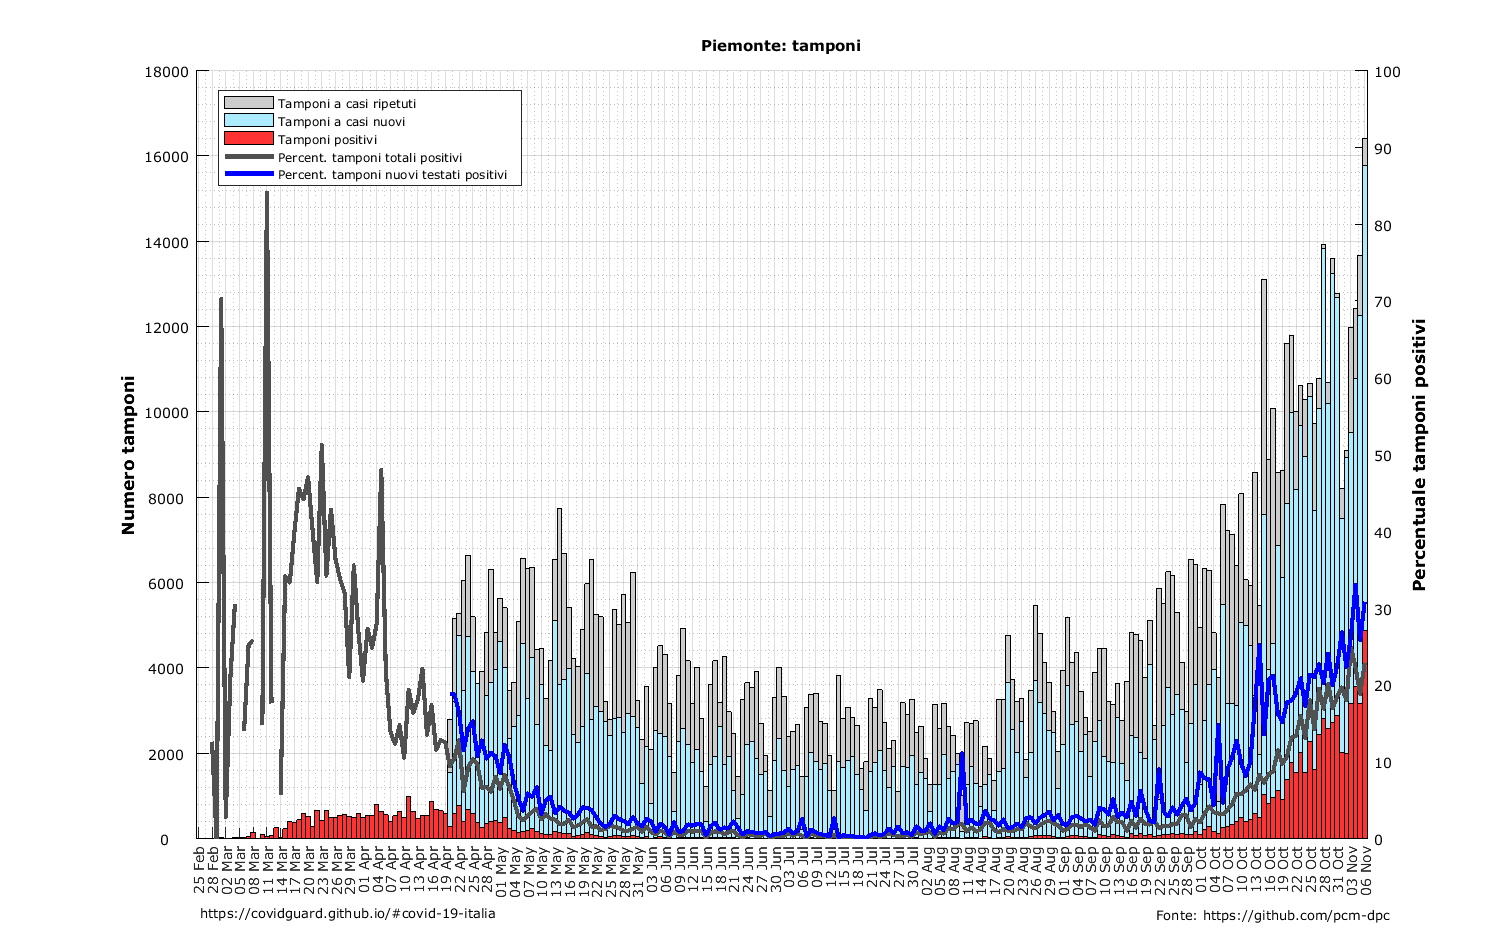 Piemonte: tamponi
18000
16000
14000
12000
10000
8000
6000
4000
2000
0
Numero tamponi
100
90
80
70
60
50
40
30
20
10
0
Percentuale tamponi positivi
Tamponi a casi ripetuti
Tamponi a casi nuovi
Tamponi positivi
Percent. tamponi totali positivi
Percent. tamponi nuovi testati positivi
25 Feb
28 Feb
02 Mar
05 Mar
08 Mar
11 Mar
14 Mar
17 Mar
20 Mar
23 Mar
26 Mar
29 Mar
01 Apr
04 Apr
07 Apr
10 Apr
13 Apr
16 Apr
19 Apr
22 Apr
25 Apr
28 Apr
01 May
04 May
07 May
10 May
13 May
16 May
19 May
22 May
25 May
28 May
31 May
03 Jun
06 Jun
09 Jun
12 Jun
15 Jun
18 Jun
21 Jun
24 Jun
27 Jun
30 Jun
03 Jul
06 Jul
09 Jul
12 Jul
15 Jul
18 Jul
21 Jul
24 Jul
27 Jul
30 Jul
02 Aug
05 Aug
08 Aug
11 Aug
14 Aug
17 Aug
20 Aug
23 Aug
26 Aug
29 Aug
01 Sep
04 Sep
07 Sep
10 Sep
13 Sep
16 Sep
19 Sep
22 Sep
25 Sep
28 Sep
01 Oct
04 Oct
07 Oct
10 Oct
13 Oct
16 Oct
19 Oct
22 Oct
25 Oct
28 Oct
31 Oct
03 Nov
06 Nov
https://covidguard.github.io/#covid-19-italia
Fonte: https://github.com/pcm-dpc